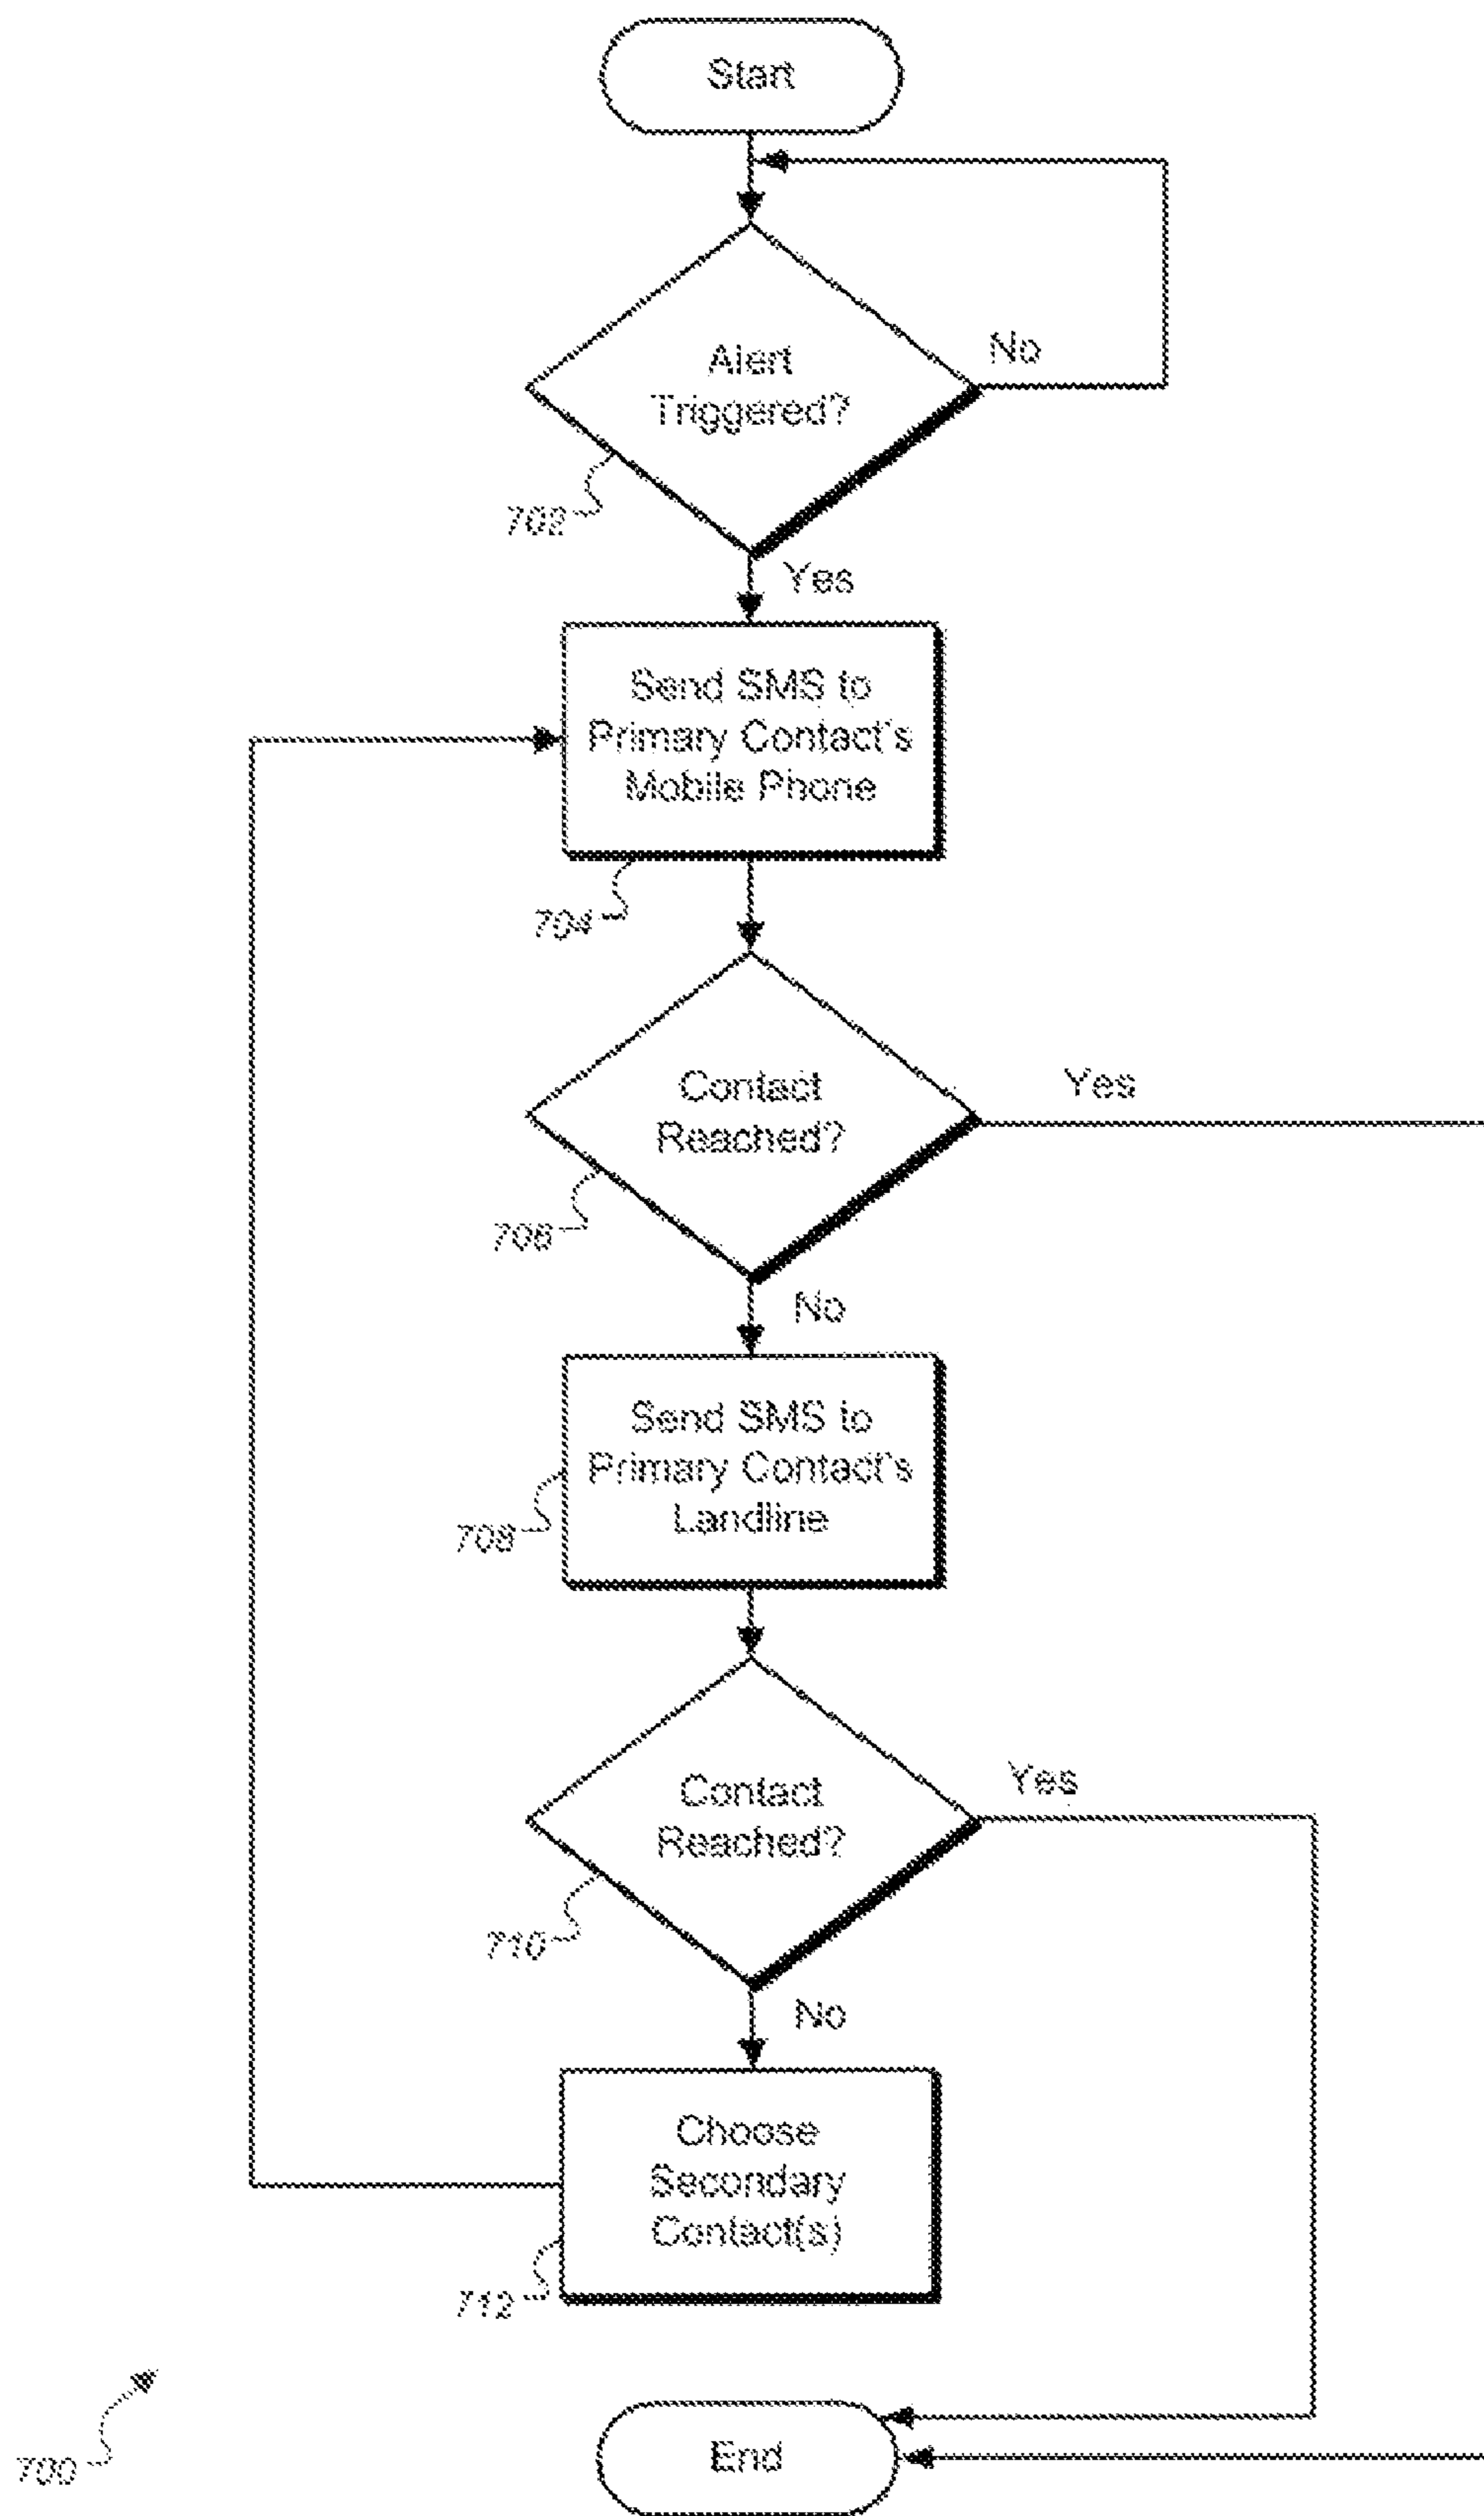 Start
Alert
Triggered?
No
702
Yes
Send SMS to
Primary Contact's
Mobile Phone
704
Contact
Reached?
Yes
706
No
Send SMS to
Primary Contact's
Landline
708
Contact
Reached?
Yes
710
No
Choose
Secondary
Contact(s)
712
End
700